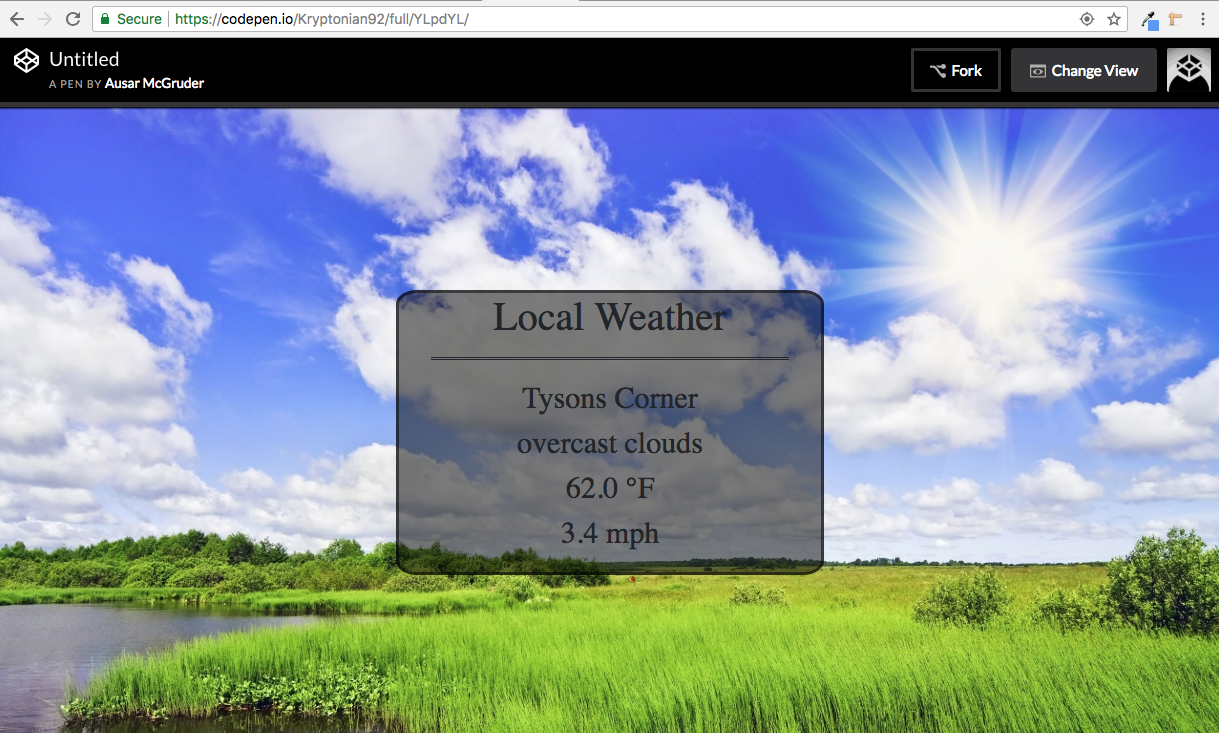 Secure https://codepen.io/Kryptonian92/full/YLpdYL/
Untitled
A PEN BY Ausar McGruder
Fork
Change View
Local Weather
Tysons Corner
overcast clouds
62.0 °F
3.4 mph